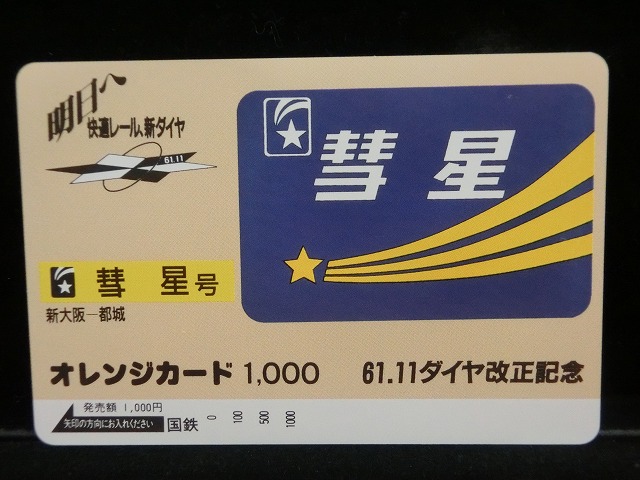 明日へ
快適レール、新ダイヤ
61.11
彗星
彗 星号
新大阪―都城
オレンジカード 1,000
61.11ダイヤ改正記念
発売額 1,000円
矢印の方向にお入れください
国鉄
0 100 500 1000